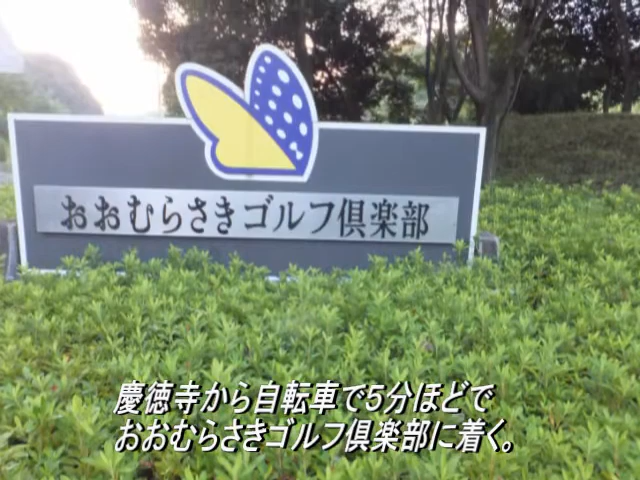 おおむらさきゴルフ倶楽部
慶徳寺から自転車で5分ほどで
おおむらさきゴルフ倶楽部に着く。